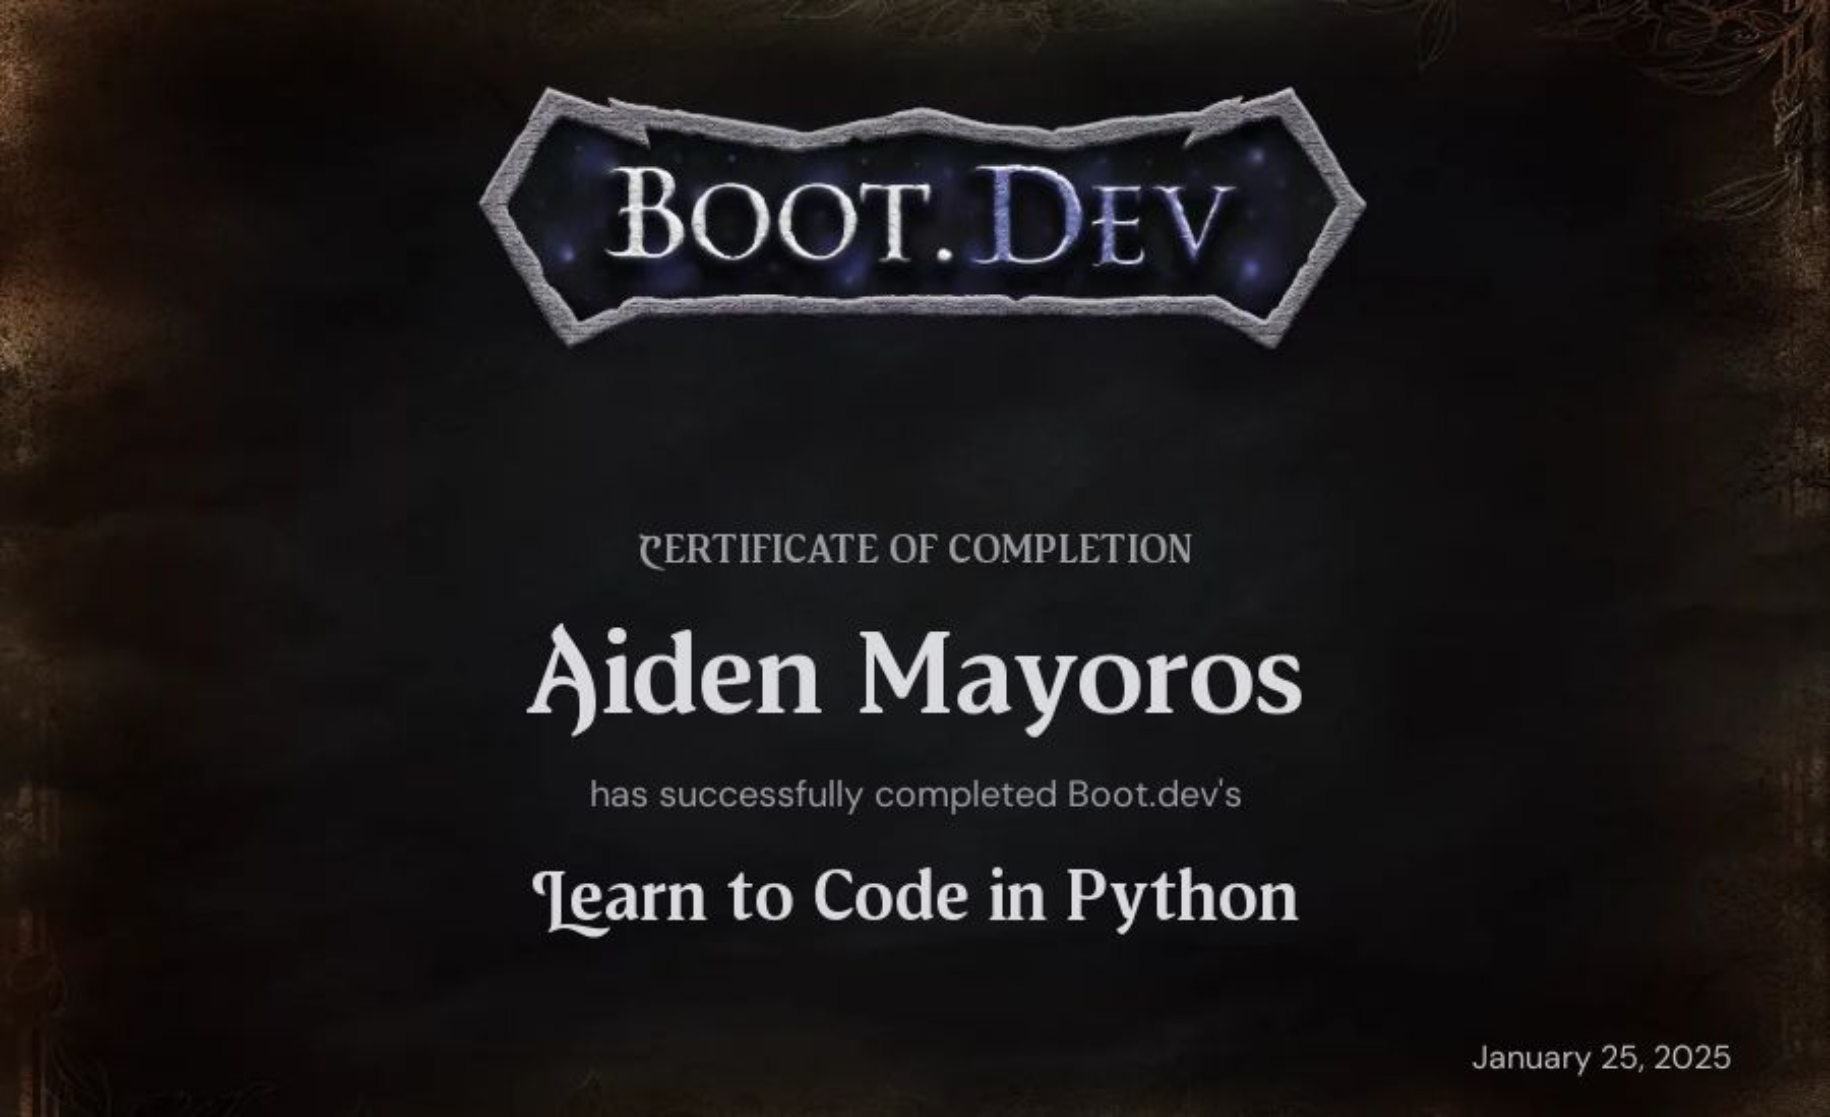 BOOT.DEV
CERTIFICATE OF COMPLETION
Aiden Mayoros
has successfully completed Boot.dev's
Learn to Code in Python
January 25, 2025